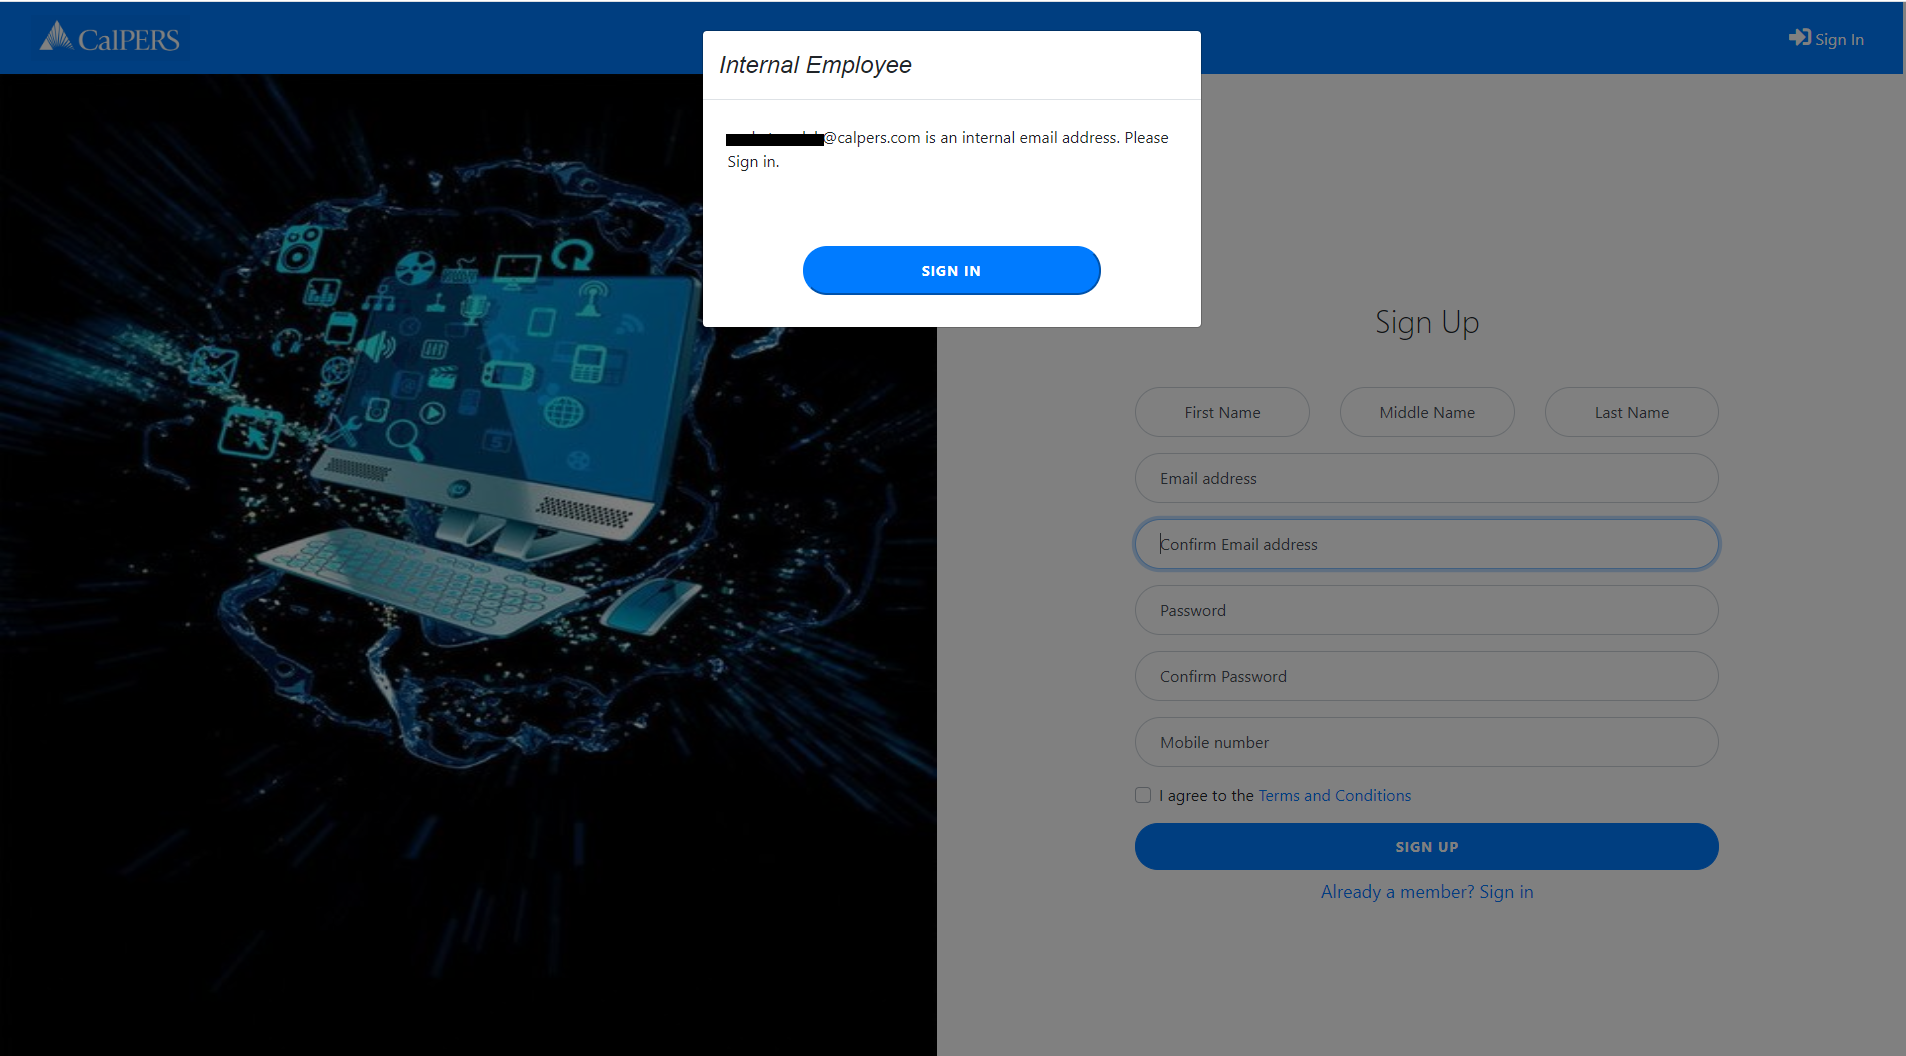 CalPERS
Sign In
Internal Employee
@calpers.com is an internal email address. Please
Sign in.
SIGN IN
Sign Up
First Name
Middle Name
Last Name
Email address
Confirm Email address
Password
Confirm Password
Mobile number
I agree to the Terms and Conditions
SIGN UP
Already a member? Sign in